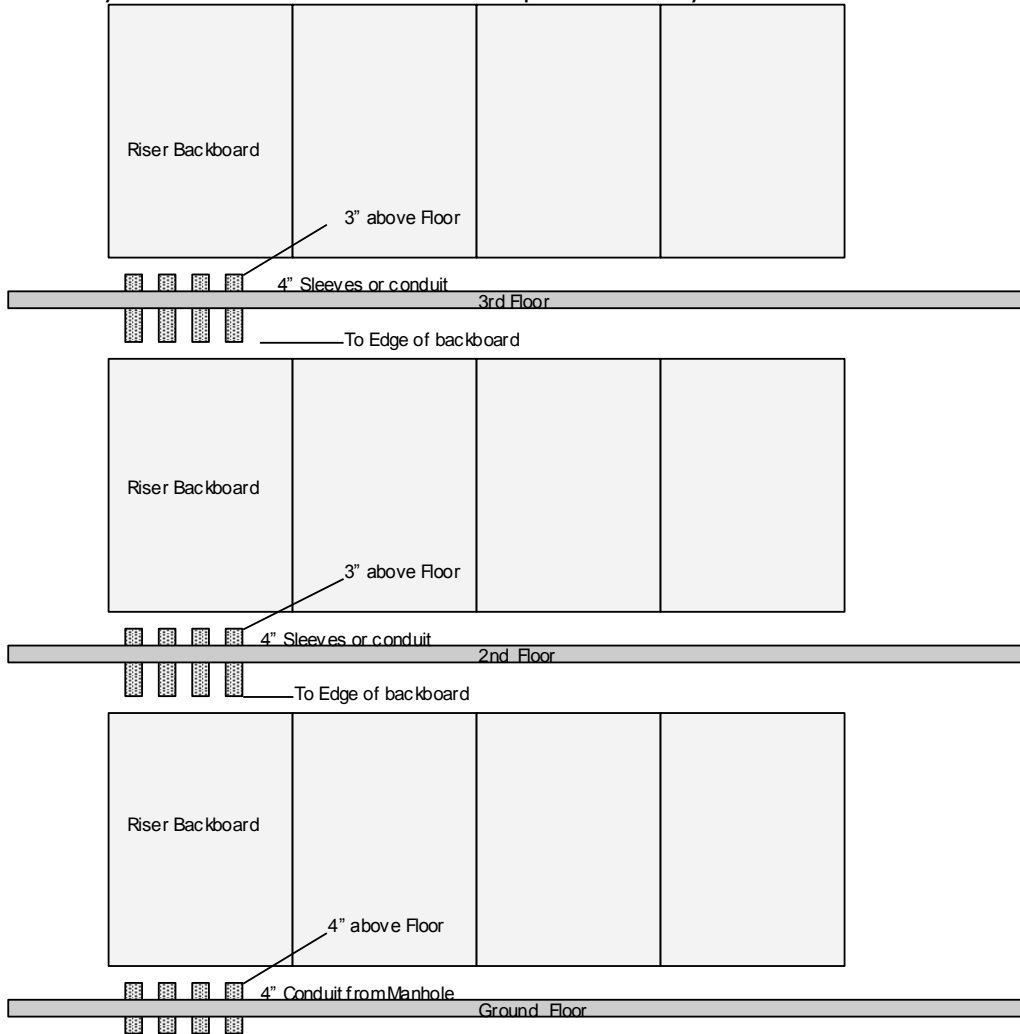 Riser Backboard
3” above Floor
4” Sleeves or conduit
3rd Floor
To Edge of backboard
Riser Backboard
3” above Floor
4” Sleeves or conduit
2nd Floor
To Edge of backboard
Riser Backboard
4” above Floor
4” Conduit from Manhole
Ground Floor